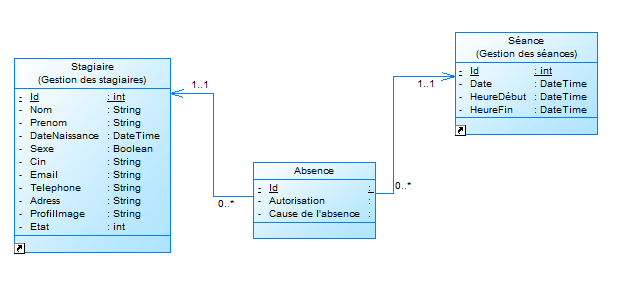 Stagiaire
(Gestion des stagiaires)
- Id : int
- Nom : String
- Prenom : String
- DateNaissance : DateTime
- Sexe : Boolean
- Cin : String
- Email : String
- Telephone : String
- Adress : String
- ProfilImage : String
- Etat : int
1..1
0..*
Absence
- Id :
- Autorisation :
- Cause de l'absence :
0..*
1..1
Séance
(Gestion des séances)
- Id : int
- Date : DateTime
- HeureDébut : DateTime
- HeureFin : DateTime